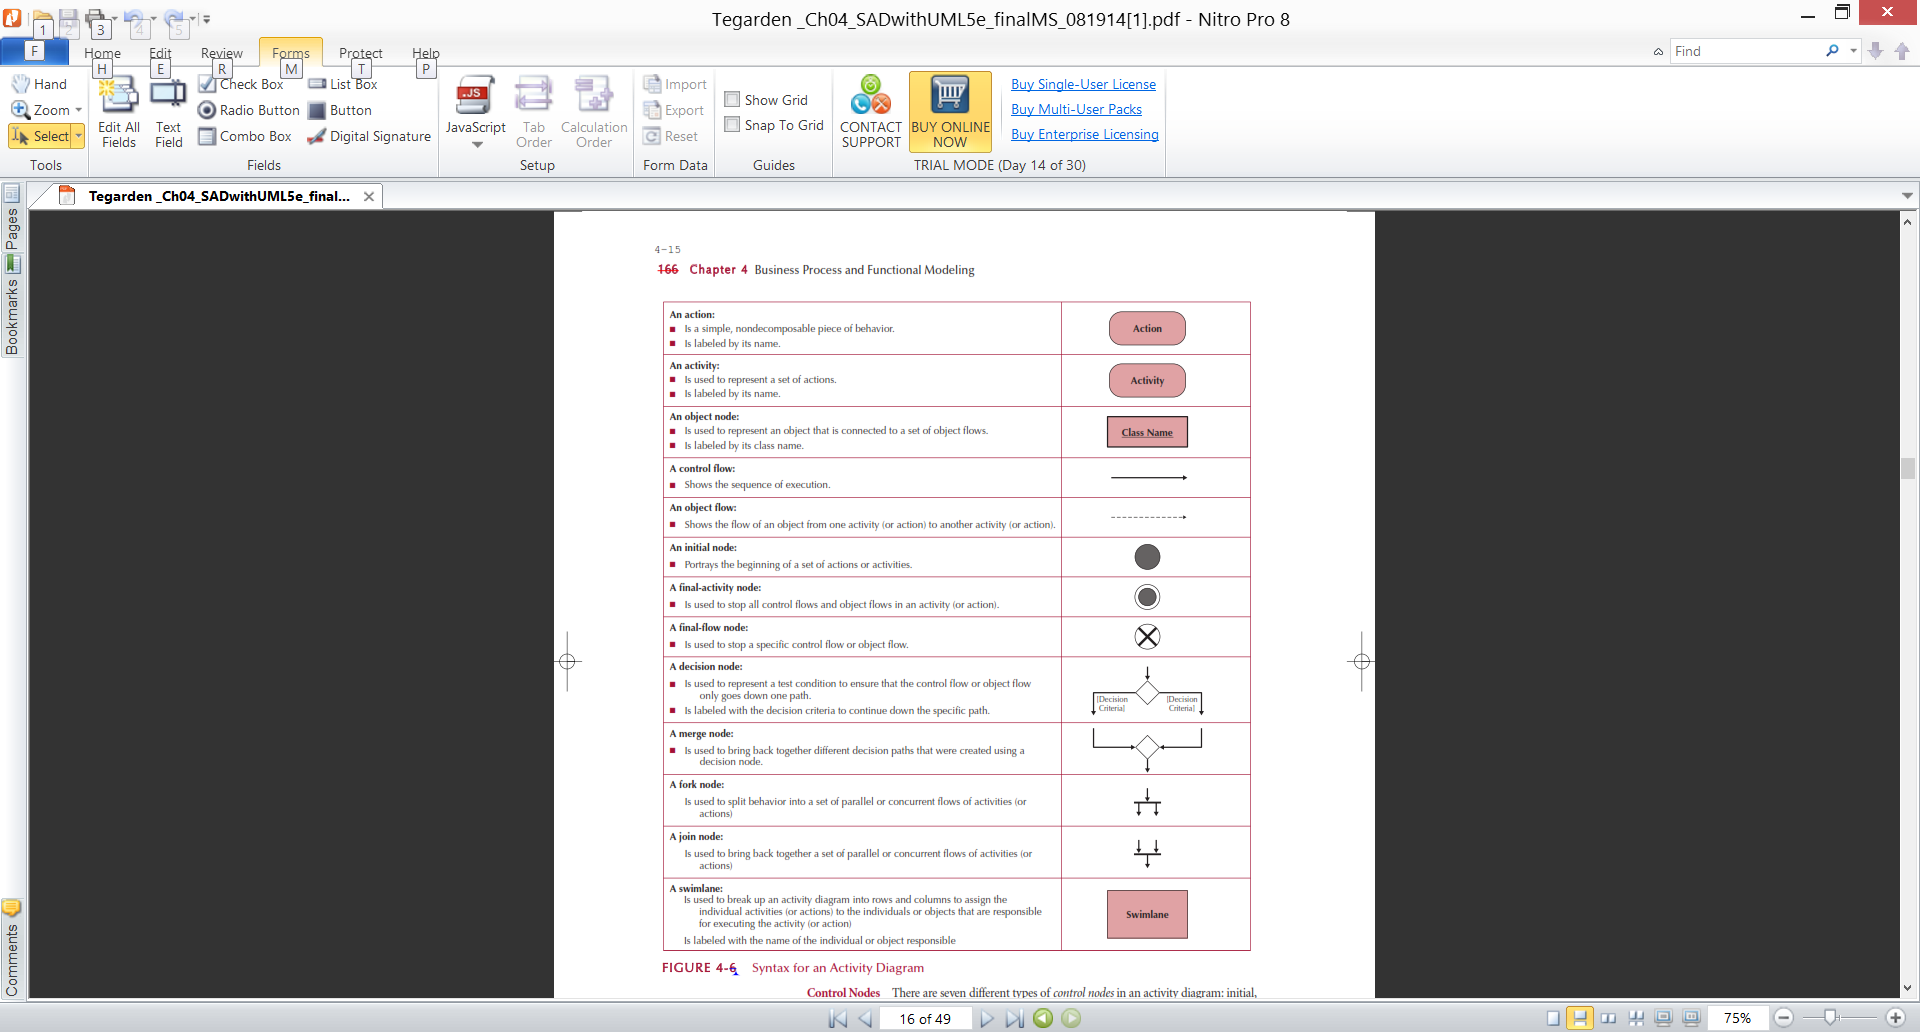 Tegarden _Ch04_SADwithUML5e_finalMS_081914[1].pdf - Nitro Pro 8
1
2
3
4
5
F
Home
Edit
Review
Forms
Protect
Help
H
E
R
M
T
P
Find
Hand
Zoom
Select
Tools
Edit All
Fields
Text
Field
Check Box
Radio Button
Combo Box
List Box
Button
Digital Signature
Fields
.JS
JavaScript
Tab
Order
Calculation
Order
Setup
Import
Export
Reset
Form Data
Show Grid
Snap To Grid
Guides
CONTACT
SUPPORT
BUY ONLINE
NOW
Buy Single-User License
Buy Multi-User Packs
Buy Enterprise Licensing
TRIAL MODE (Day 14 of 30)
Tegarden _Ch04_SADwithUML5e_final...
Pages
Bookmarks
Comments
4-15
166 Chapter 4 Business Process and Functional Modeling
An action:
Is a simple, nondecomposable piece of behavior.
Is labeled by its name.
Action
An activity:
Is used to represent a set of actions.
Is labeled by its name.
Activity
An object node:
Is used to represent an object that is connected to a set of object flows.
Is labeled by its class name.
Class Name
A control flow:
Shows the sequence of execution.
An object flow:
Shows the flow of an object from one activity (or action) to another activity (or action).
An initial node:
Portrays the beginning of a set of actions or activities.
A final-activity node:
Is used to stop all control flows and object flows in an activity (or action).
A final-flow node:
Is used to stop a specific control flow or object flow.
A decision node:
Is used to represent a test condition to ensure that the control flow or object flow
only goes down one path.
Is labeled with the decision criteria to continue down the specific path.
[Decision
Criteria]
[Decision
Criteria]
A merge node:
Is used to bring back together different decision paths that were created using a
decision node.
A fork node:
Is used to split behavior into a set of parallel or concurrent flows of activities (or
actions)
A join node:
Is used to bring back together a set of parallel or concurrent flows of activities (or
actions)
A swimlane:
Is used to break up an activity diagram into rows and columns to assign the
individual activities (or actions) to the individuals or objects that are responsible
for executing the activity (or action)
Is labeled with the name of the individual or object responsible
Swimlane
FIGURE 4-6 Syntax for an Activity Diagram
Control Nodes There are seven different types of control nodes in an activity diagram: initial,
16 of 49
75%